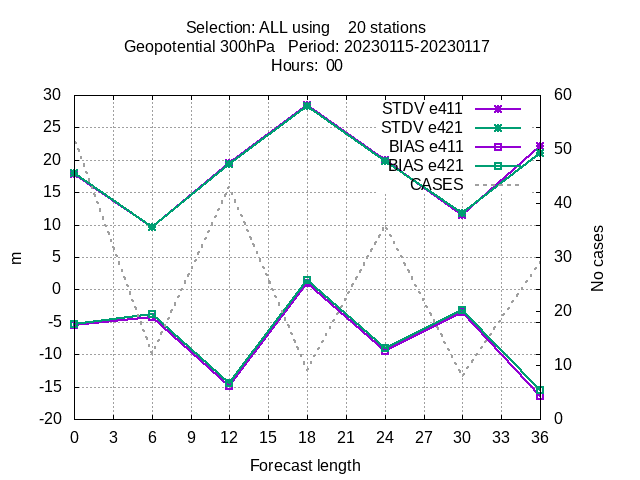 Selection: ALL using 20 stations
Geopotential 300hPa Period: 20230115-20230117
Hours: 00
30 60
STDV e411
25 STDV e421
50
BIAS e411
20 BIAS e421
CASES
15 40
10
5 30
0
-5 20
-10
-15 10
-20 0
m
No cases
0 3 6 9 12 15 18 21 24 27 30 33 36
Forecast length